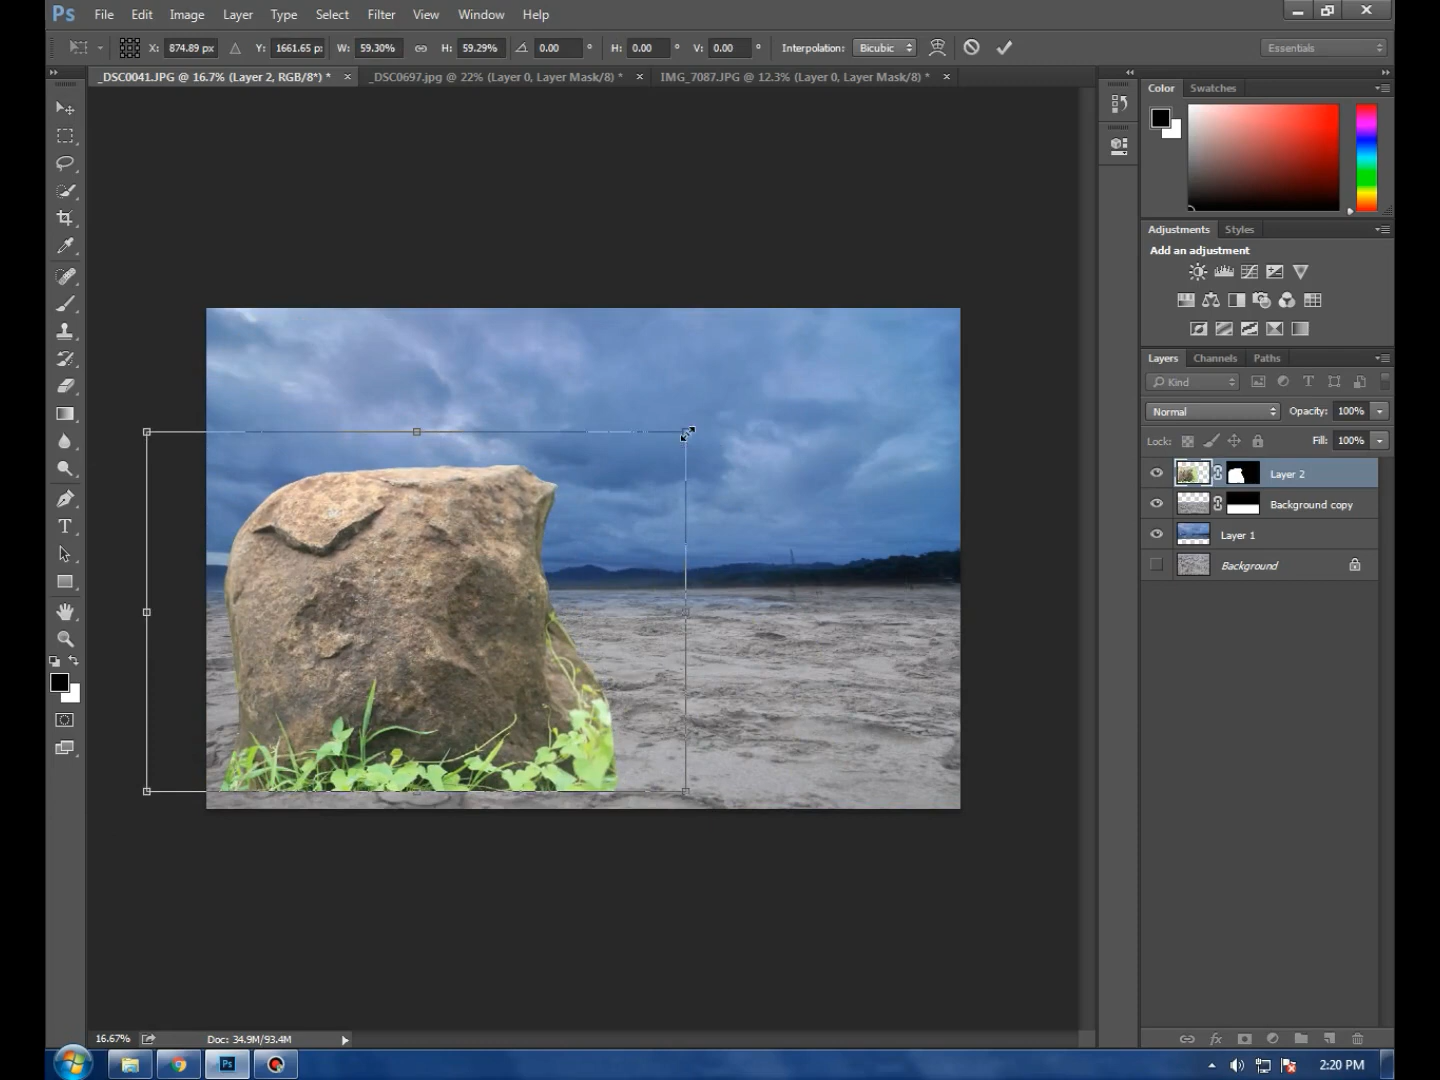 Ps File Edit Image Layer Type Select Filter View Window Help
X: 874.89 px Y: 1661.65 p: W: 59.30% H: 59.29% 0.00 ° H: 0.00 ° V: 0.00 ° Interpolation: Bicubic Essentials
_DSC0041.JPG @ 16.7% (Layer 2, RGB/8*) * × _DSC0697.jpg @ 22% (Layer 0, Layer Mask/8) * × IMG_7087.JPG @ 12.3% (Layer 0, Layer Mask/8) * ×
Color Swatches
Adjustments Styles
Add an adjustment
Layers Channels Paths
Kind
Normal Opacity: 100%
Lock: Fill: 100%
Layer 2
Background copy
Layer 1
Background
16.67% Doc: 34.9M/93.4M
Ps 2:20 PM